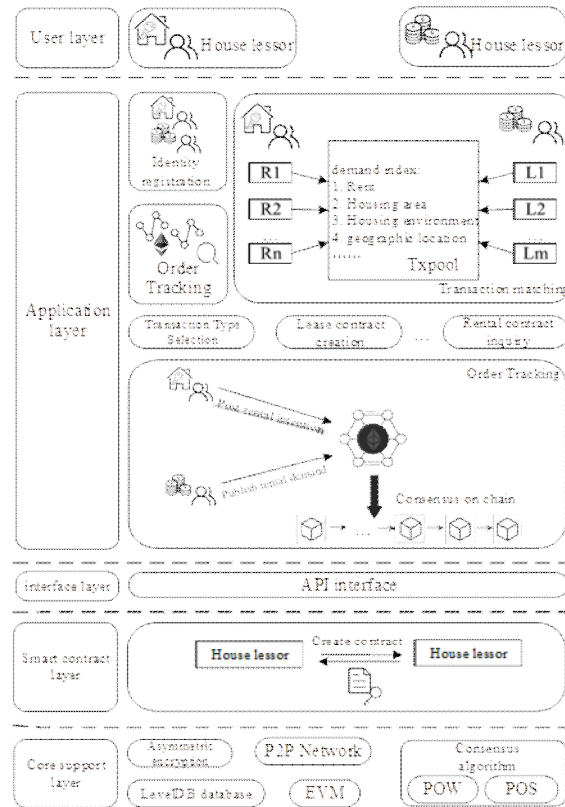 User layer
House lessor
House lessor
Application
layer
Identity
registration
Order
Tracking
R1
R2
Rn
demand index:
1. Rent
2. Housing area
3. Housing environment
4. geographic location
......
Txpool
L1
L2
...
Lm
Transaction matching
Transaction Type
Selection
Lease contract
creation
...
Rental contract
inquiry
Order Tracking
rental
Publish rental demand
Consensus on chain
...
interface layer
API interface
Smart contract
layer
House lessor
Create contract
House lessor
Core support
layer
Asymmetric
encryption
P2P Network
LevelDB database
EVM
Consensus
algorithm
POW
POS